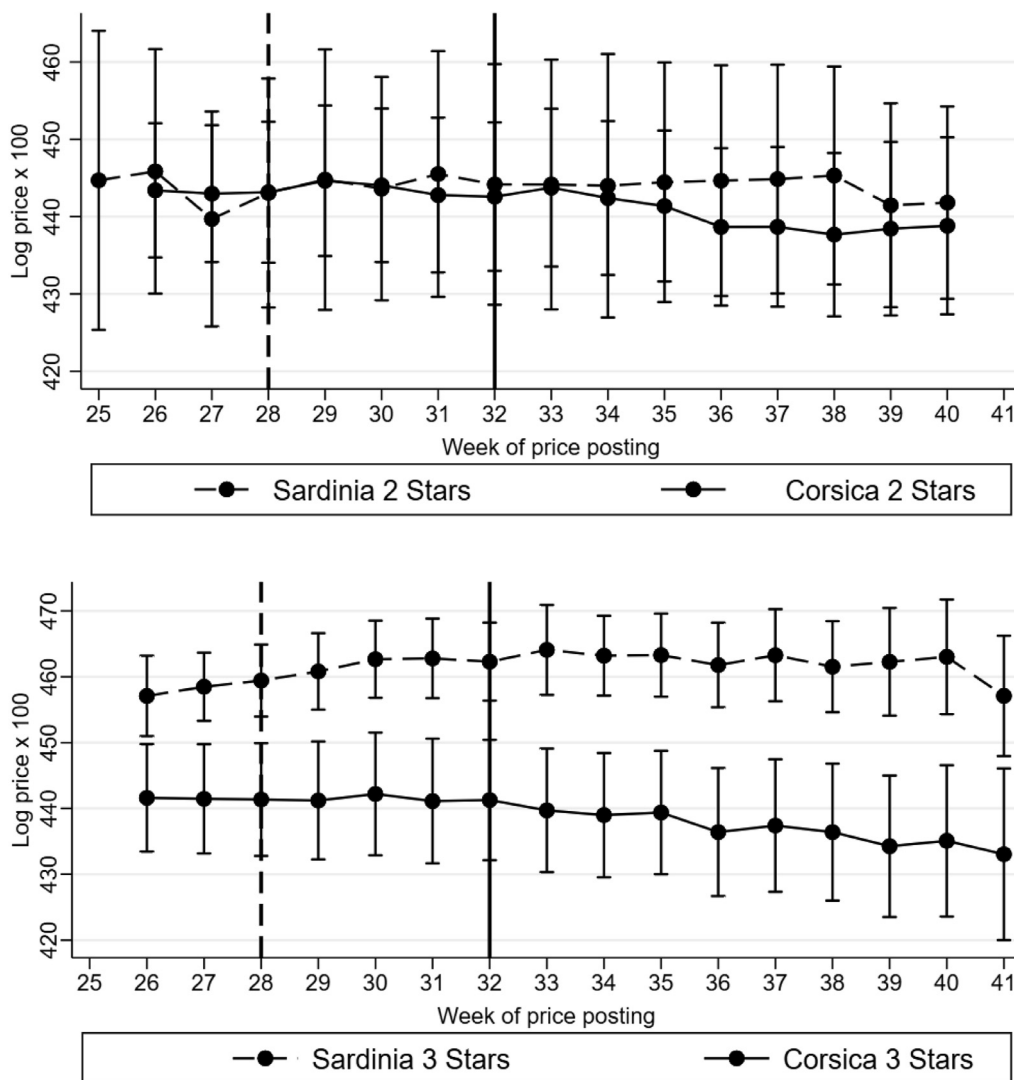 Log price x 100
460
450
440
430
420
25 26 27 28 29 30 31 32 33 34 35 36 37 38 39 40 41
Week of price posting
Sardinia 2 Stars Corsica 2 Stars
Log price x 100
470
460
450
440
430
420
25 26 27 28 29 30 31 32 33 34 35 36 37 38 39 40 41
Week of price posting
Sardinia 3 Stars Corsica 3 Stars